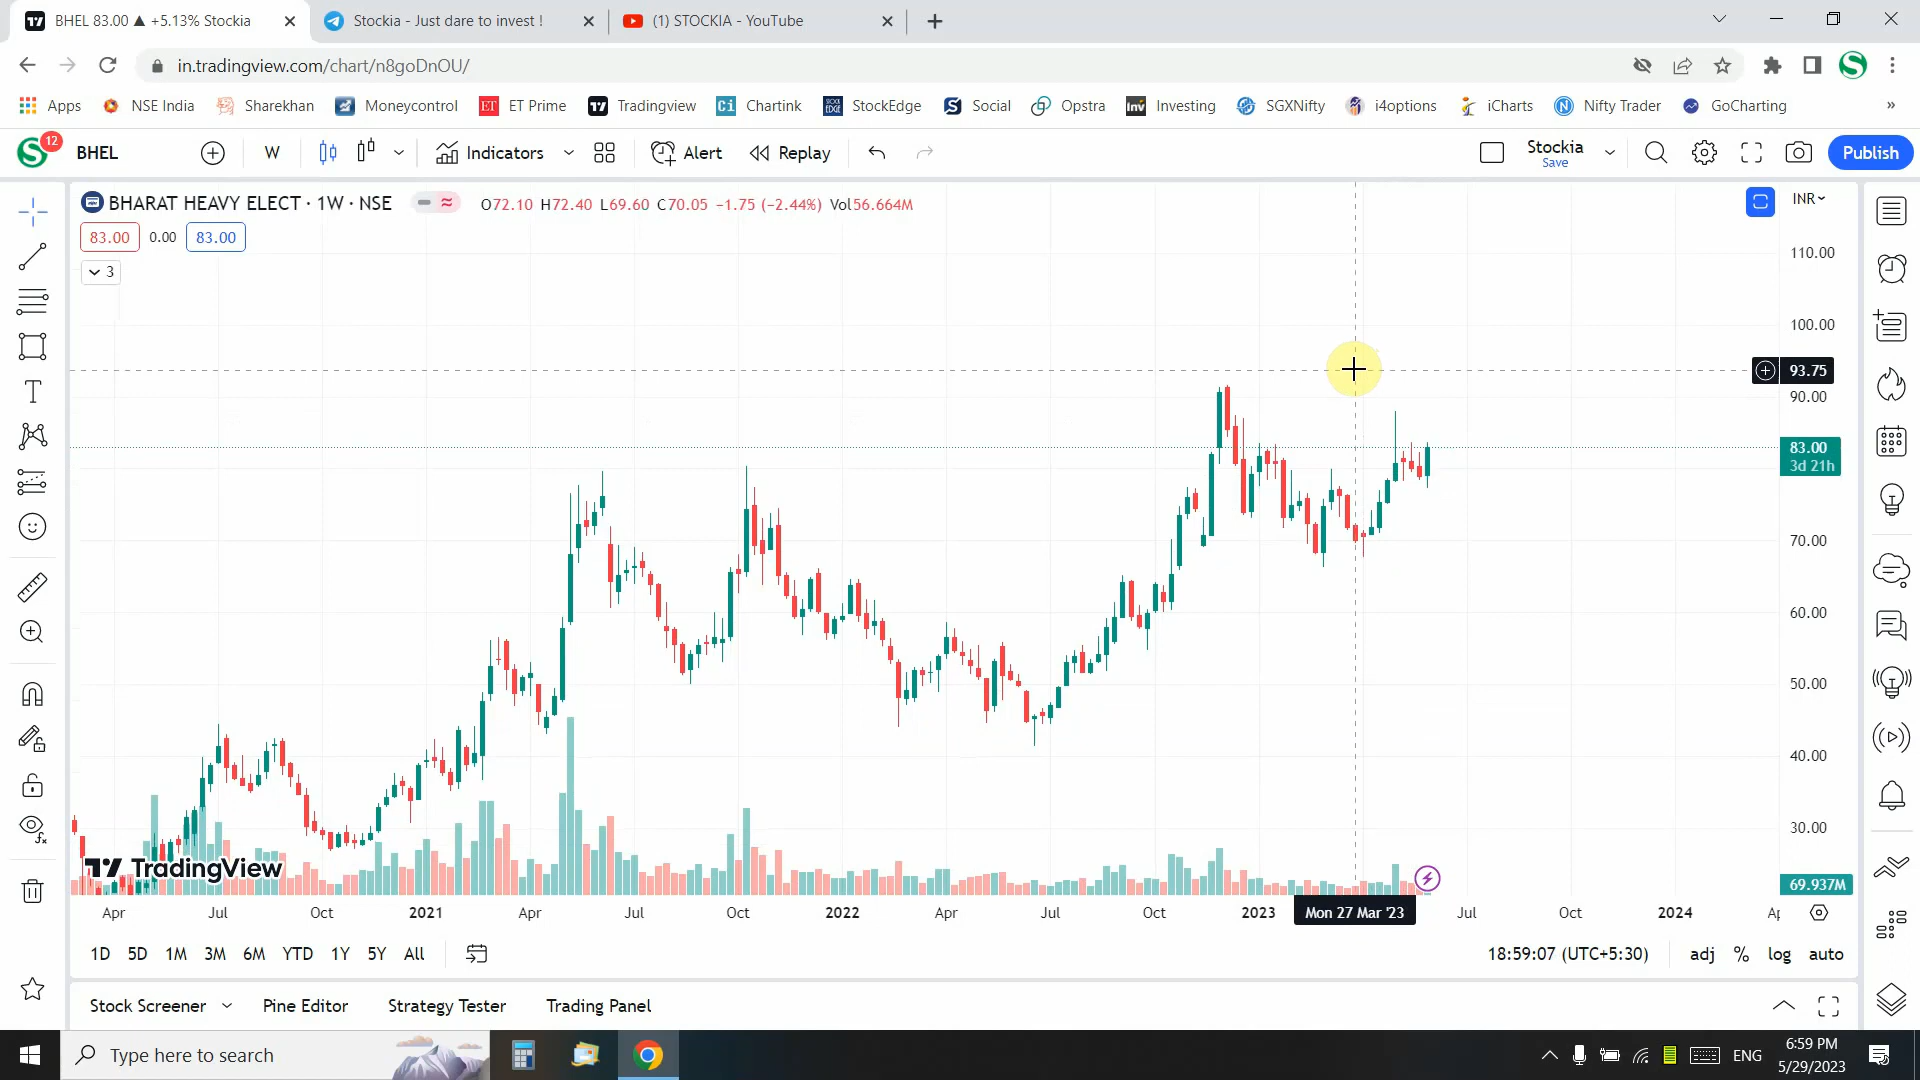 BHEL 83.00 ▲ +5.13% Stockia
Stockia - Just dare to invest !
(1) STOCKIA - YouTube
in.tradingview.com/chart/n8goDnOU/
Apps
NSE India
Sharekhan
Moneycontrol
ET ET Prime
Tradingview
Ci Chartink
STOCK EDGE StockEdge
Social
Opstra
Inv Investing
SGXNifty
i4options
iCharts
Nifty Trader
GoCharting
»
12
BHEL
W
Indicators
Alert
Replay
Stockia
Save
Publish
BHARAT HEAVY ELECT · 1W · NSE
O72.10 H72.40 L69.60 C70.05 −1.75 (−2.44%) Vol56.664M
INR
83.00 0.00 83.00
3
110.00
100.00
93.75
90.00
83.00
3d 21h
70.00
60.00
50.00
40.00
30.00
TradingView
69.937M
Apr Jul Oct 2021 Apr Jul Oct 2022 Apr Jul Oct 2023 Mon 27 Mar '23 Jul Oct 2024
1D 5D 1M 3M 6M YTD 1Y 5Y All
18:59:07 (UTC+5:30)
adj % log auto
Stock Screener
Pine Editor
Strategy Tester
Trading Panel
Type here to search
ENG
6:59 PM
5/29/2023